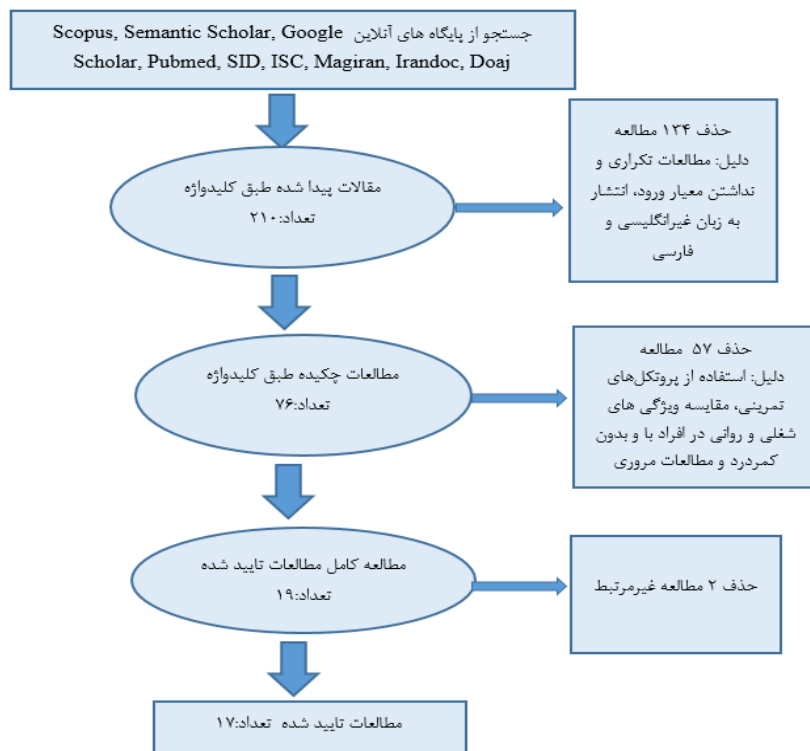 جستجو از پایگاه های آنلاین Scopus, Semantic Scholar, Google
Scholar, Pubmed, SID, ISC, Magiran, Irandoc, Doaj
مقالات پیدا شده طبق کلیدواژه
تعداد:۲۱۰
حذف ۱۳۴ مطالعه
دلیل: مطالعات تکراری و
نداشتن معیار ورود، انتشار
به زبان غیرانگلیسی و
فارسی
مطالعات چکیده طبق کلیدواژه
تعداد:۷۶
حذف ۵۷ مطالعه
دلیل: استفاده از پروتکل‌های
تمرینی، مقایسه ویژگی های
شغلی و روانی در افراد با و بدون
کمردرد و مطالعات مروری
مطالعه کامل مطالعات تایید شده
تعداد:۱۹
حذف ۲ مطالعه غیرمرتبط
مطالعات تایید شده تعداد:۱۷